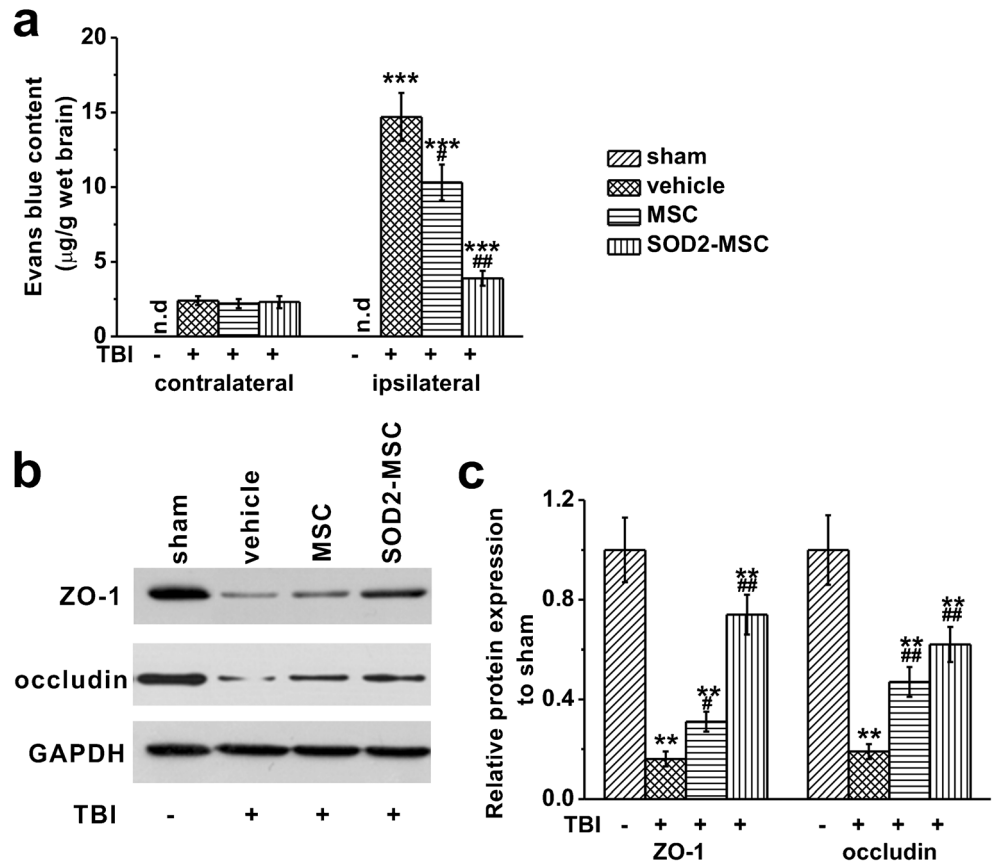 a
Evans blue content
(μg/g wet brain)
20
15
10
5
0
n.d
n.d
***
***
#
***
##
TBI - + + + - + + +
contralateral ipsilateral
sham
vehicle
MSC
SOD2-MSC
b
sham vehicle MSC SOD2-MSC
ZO-1
occludin
GAPDH
TBI - + + +
c
Relative protein expression
to sham
1.2
0.8
0.4
0.0
**
**
#
**
##
**
**
##
**
##
TBI - + + + - + + +
ZO-1 occludin